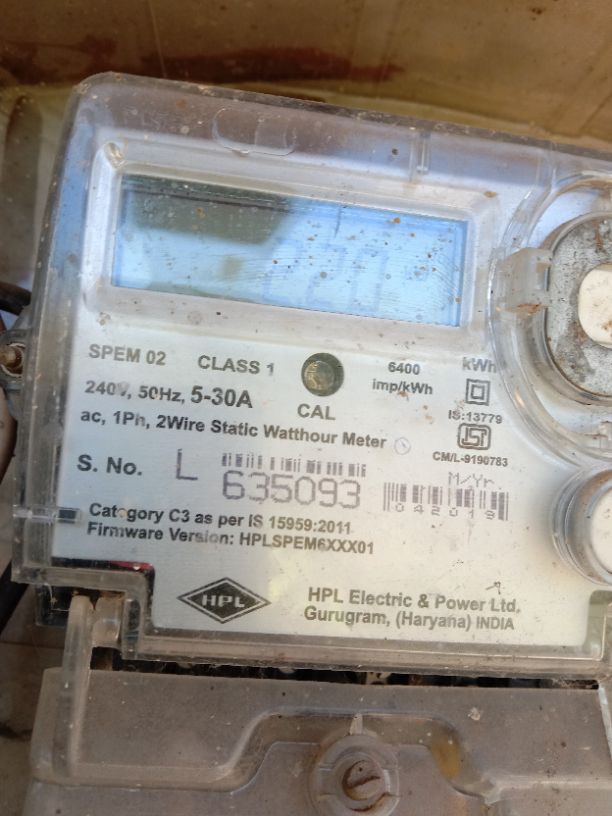 220
SPEM 02 CLASS 1 6400 imp/kWh kWh
240V, 50Hz, 5-30A CAL IS:13779
ac, 1Ph, 2Wire Static Watthour Meter
CM/L-9190783
S. No. L 635093 M/Yr
042019
Category C3 as per IS 15959:2011
Firmware Version: HPLSPEM6XXX01
HPL HPL Electric & Power Ltd.
Gurugram, (Haryana) INDIA